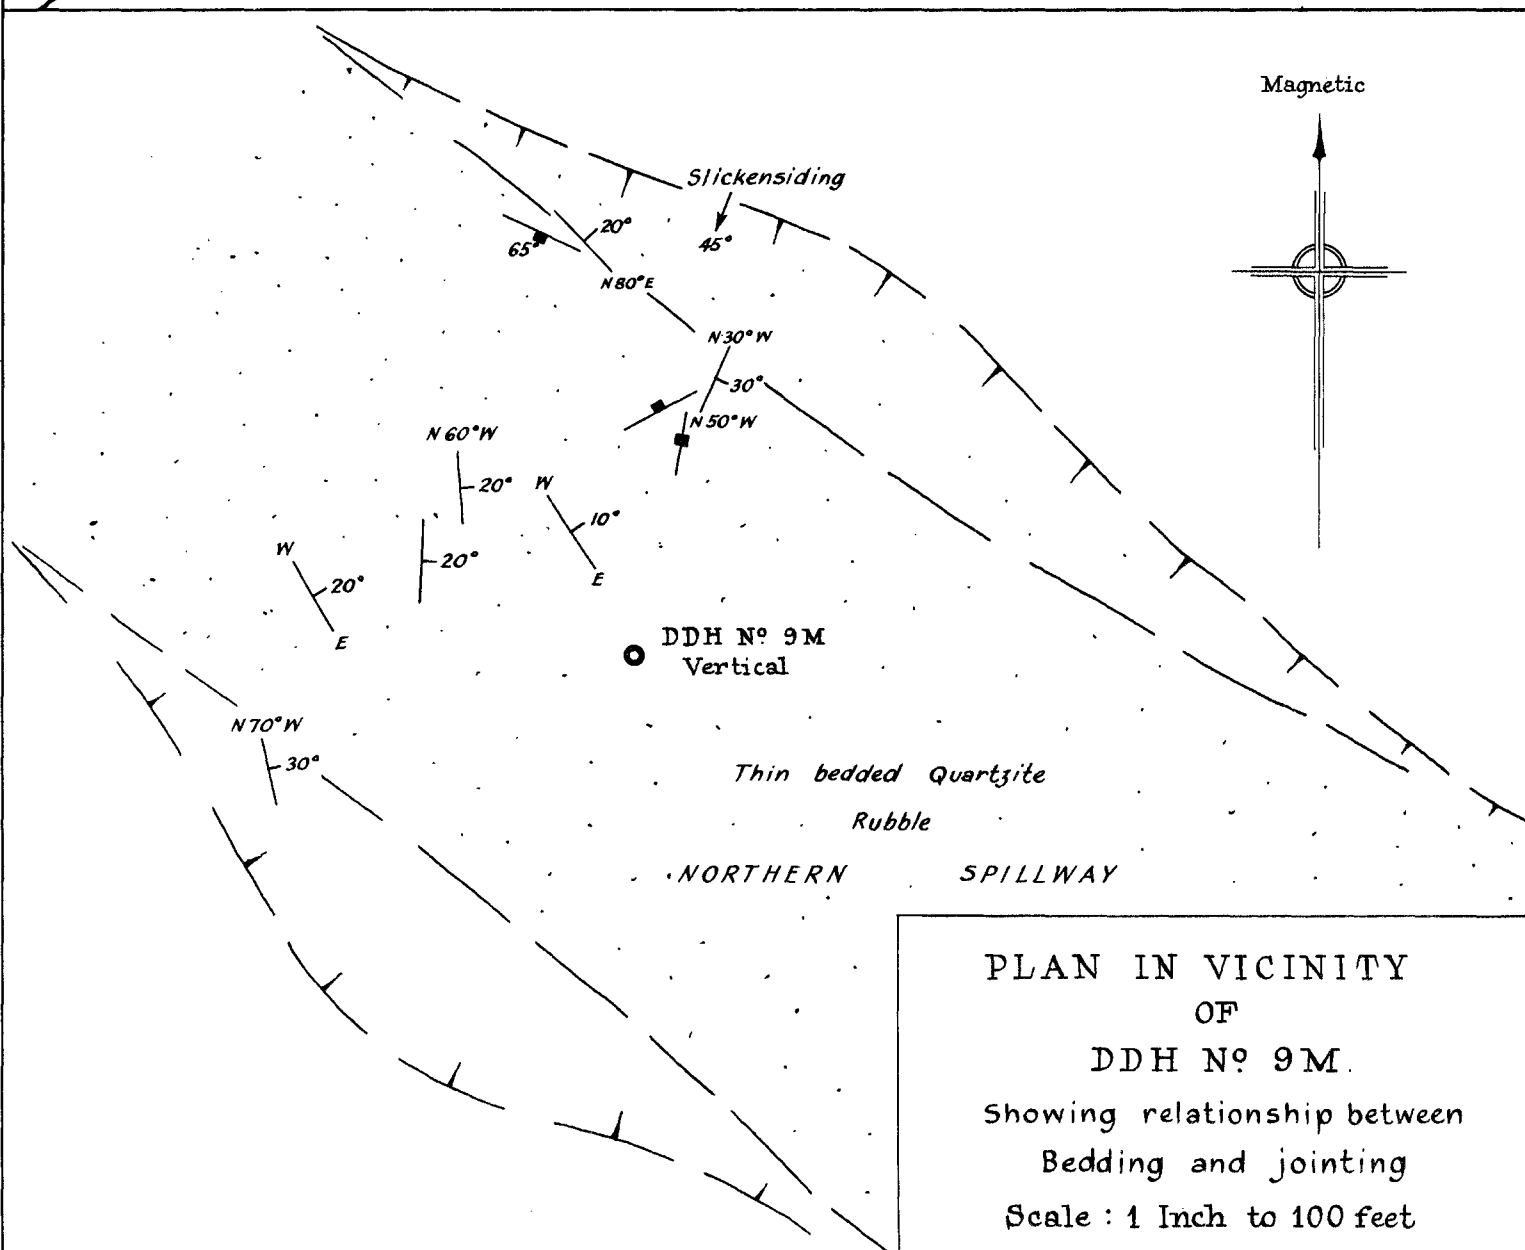 Magnetic
Slickensiding
45°
20°
65°
N80°E
N30°W
30°
N50°W
N60°W
20°
W
10°
E
20°
W
20°
E
DDH Nº 9M
Vertical
N70°W
30°
Thin bedded Quartzite
Rubble
NORTHERN SPILLWAY
PLAN IN VICINITY
OF
DDH Nº 9M.
Showing relationship between
Bedding and jointing
Scale : 1 Inch to 100 feet